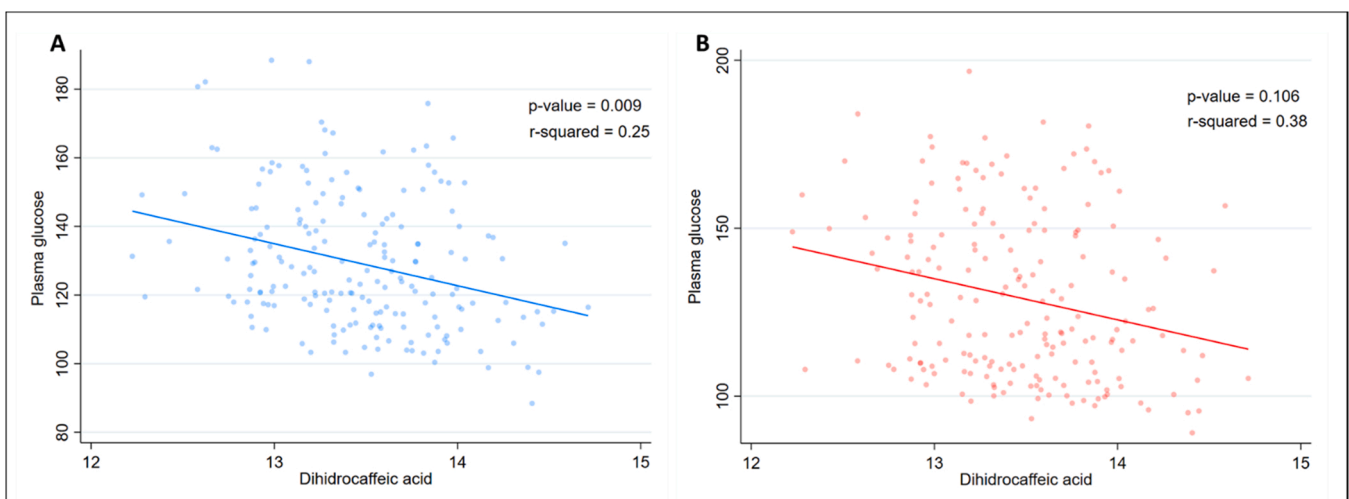 A
180
160
140
120
100
80
Plasma glucose
p-value = 0.009
r-squared = 0.25
12
13
14
15
Dihidrocaffeic acid
B
200
150
100
Plasma glucose
p-value = 0.106
r-squared = 0.38
12
13
14
15
Dihidrocaffeic acid